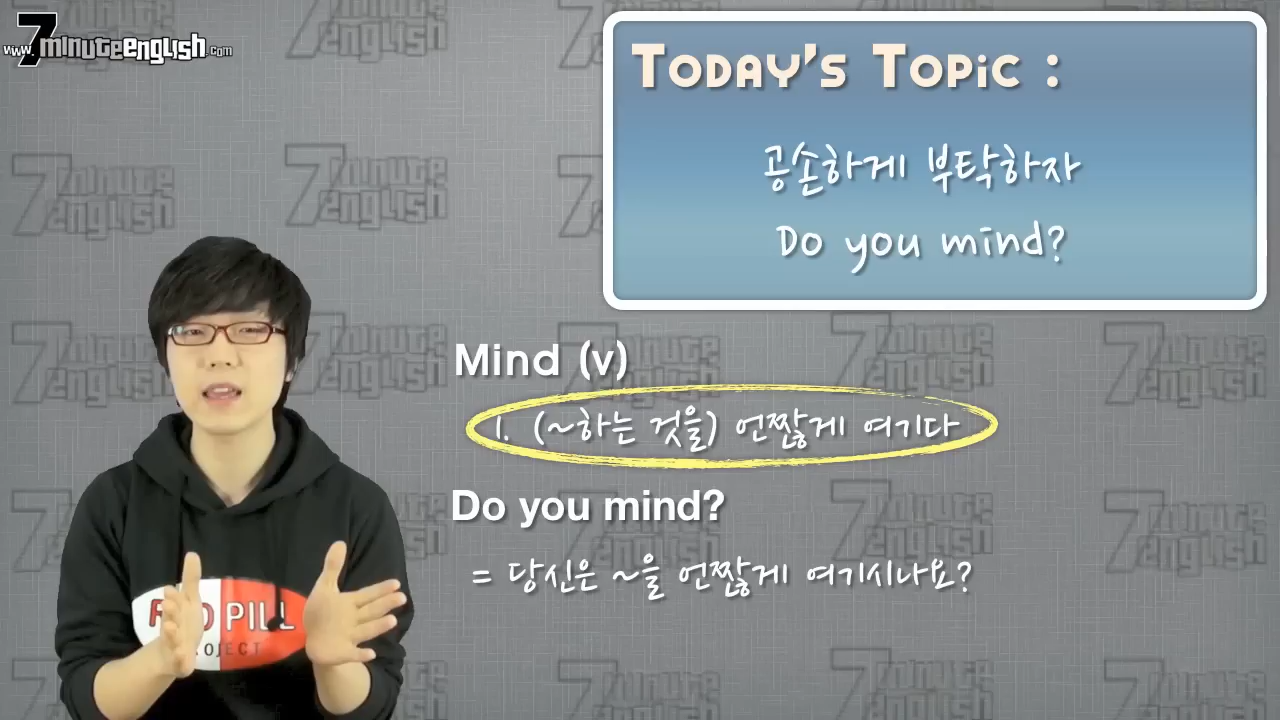 www.7minuteenglish.com
Today's Topic :
공손하게 부탁하자
Do you mind?
Mind (v)
1. (~하는 것을) 언짢게 여기다
Do you mind?
= 당신은 ~을 언짢게 여기시나요?
RED PILL
PROJECT